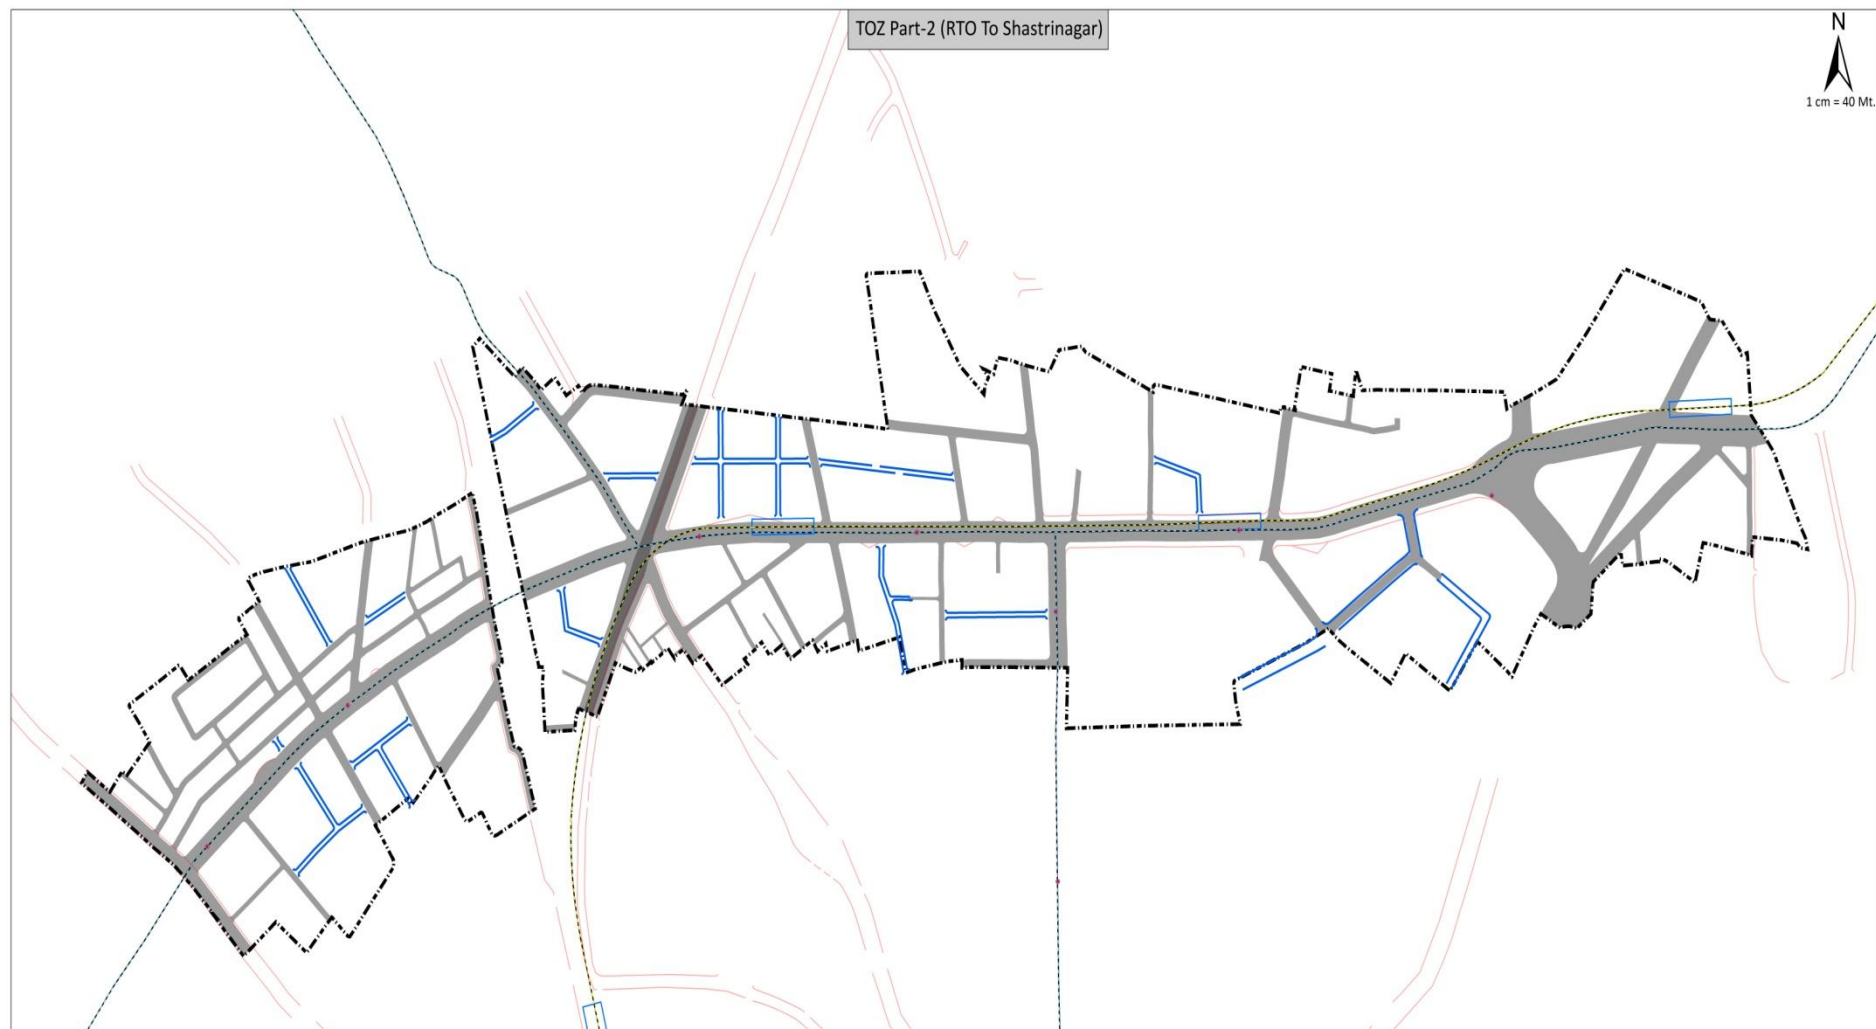 TOZ Part-2 (RTO To Shastrinagar)
N
1 cm = 40 Mt.